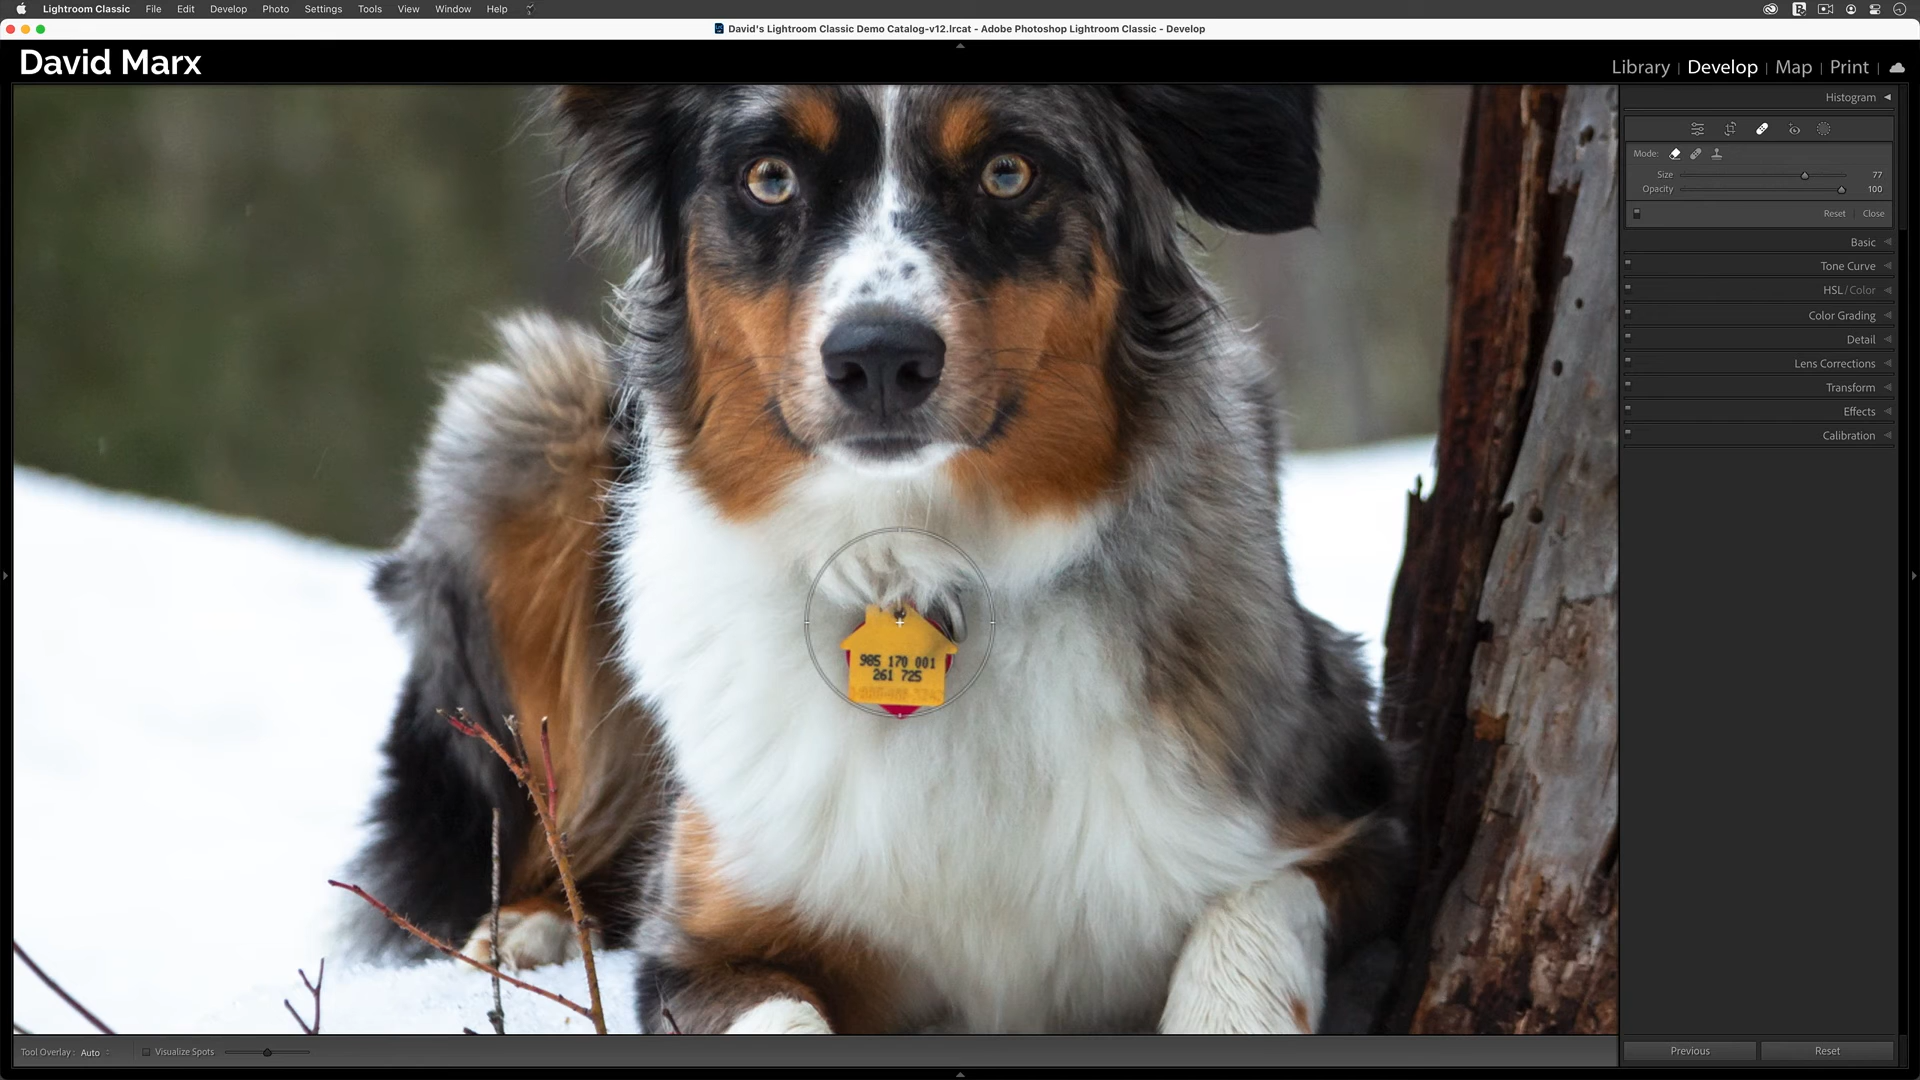 Lightroom Classic File Edit Develop Photo Settings Tools View Window Help
David's Lightroom Classic Demo Catalog-v12.lrcat - Adobe Photoshop Lightroom Classic - Develop
David Marx
Library | Develop | Map | Print |
Histogram
Mode:
Size 77
Opacity 100
Reset Close
Basic
Tone Curve
HSL / Color
Color Grading
Detail
Lens Corrections
Transform
Effects
Calibration
985 170 001
261 725
Tool Overlay: Auto Visualize Spots
Previous Reset